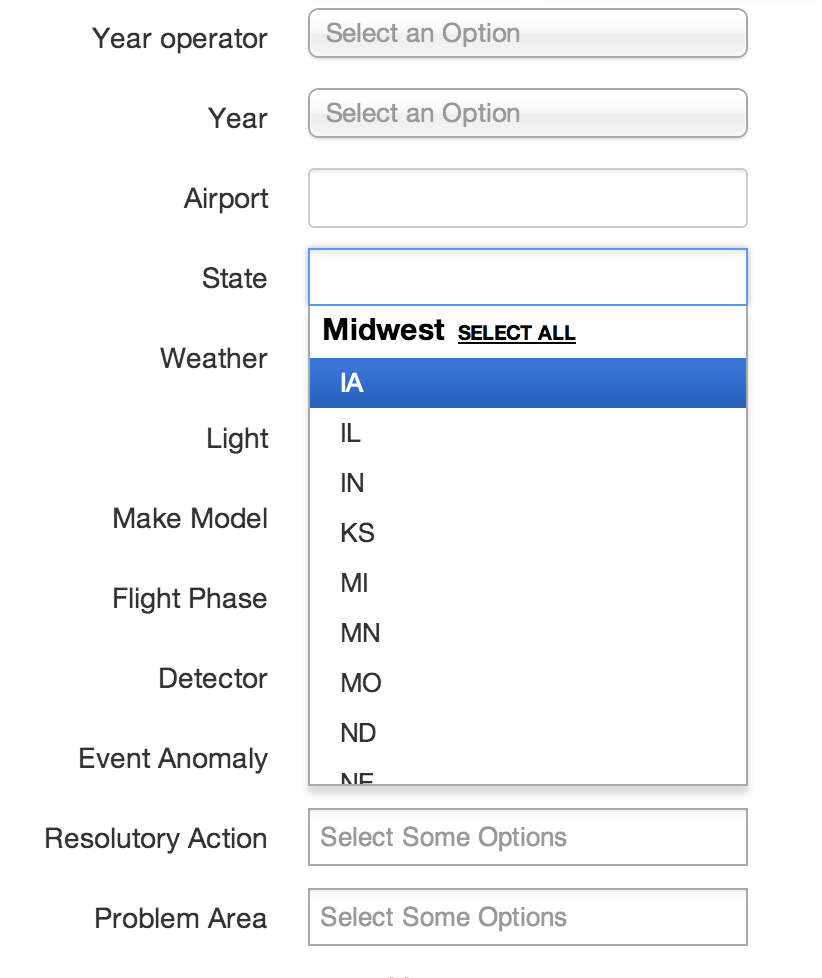 Year operator Select an Option
Year Select an Option
Airport
State
Midwest SELECT ALL
Weather
IA
IL
Light
IN
Make Model
KS
MI
Flight Phase
MN
Detector
MO
ND
Event Anomaly
NE
Resolutory Action Select Some Options
Problem Area Select Some Options